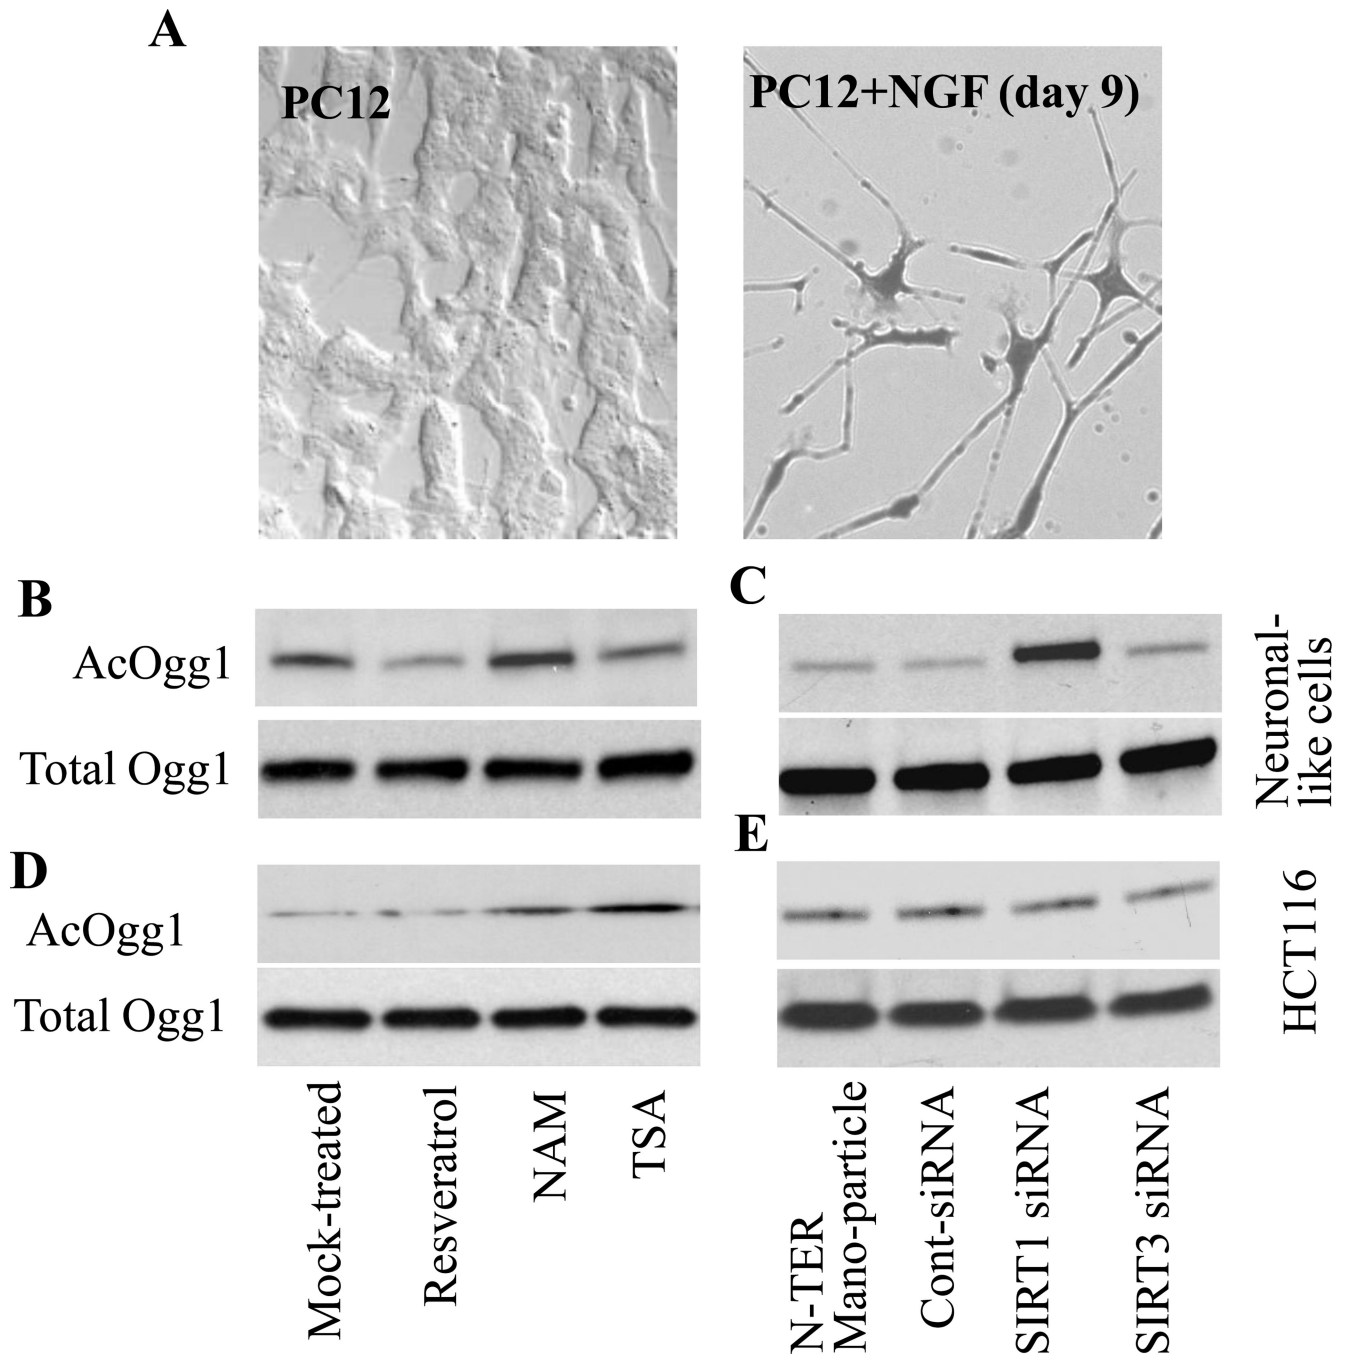 A
PC12
PC12+NGF (day 9)
B
AcOgg1
Total Ogg1
C
Neuronal-
like cells
D
AcOgg1
Total Ogg1
E
HCT116
Mock-treated
Resveratrol
NAM
TSA
N-TER
Mano-particle
Cont-siRNA
SIRT1 siRNA
SIRT3 siRNA